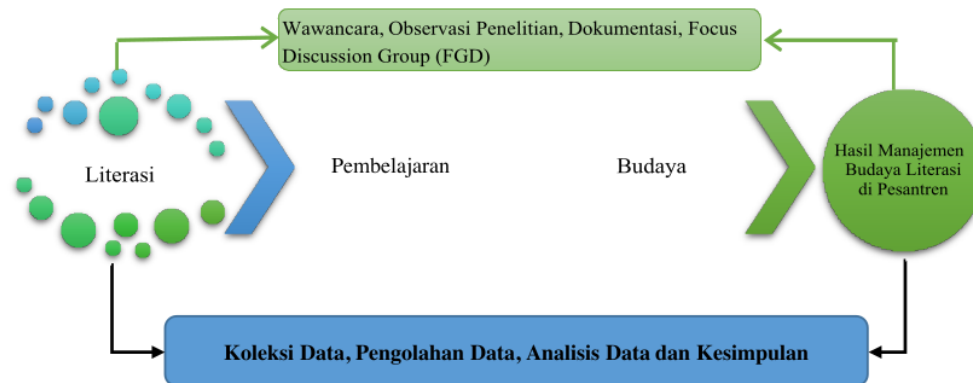 Wawancara, Observasi Penelitian, Dokumentasi, Focus
Discussion Group (FGD)
Literasi
Pembelajaran
Budaya
Hasil Manajemen
Budaya Literasi
di Pesantren
Koleksi Data, Pengolahan Data, Analisis Data dan Kesimpulan